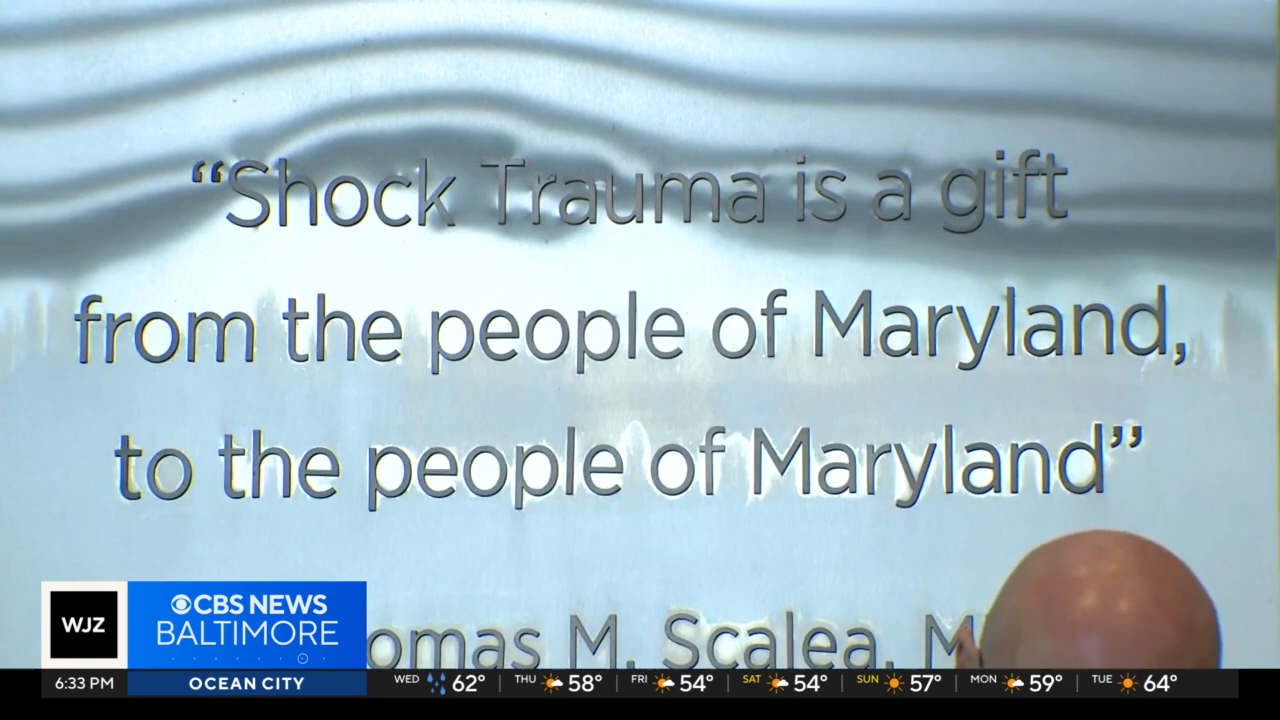 “Shock Trauma is a gift
from the people of Maryland,
to the people of Maryland”
omas M. Scalea, M
WJZ
CBS NEWS
BALTIMORE
6:33 PM OCEAN CITY WED 62° THU 58° FRI 54° SAT 54° SUN 57° MON 59° TUE 64°